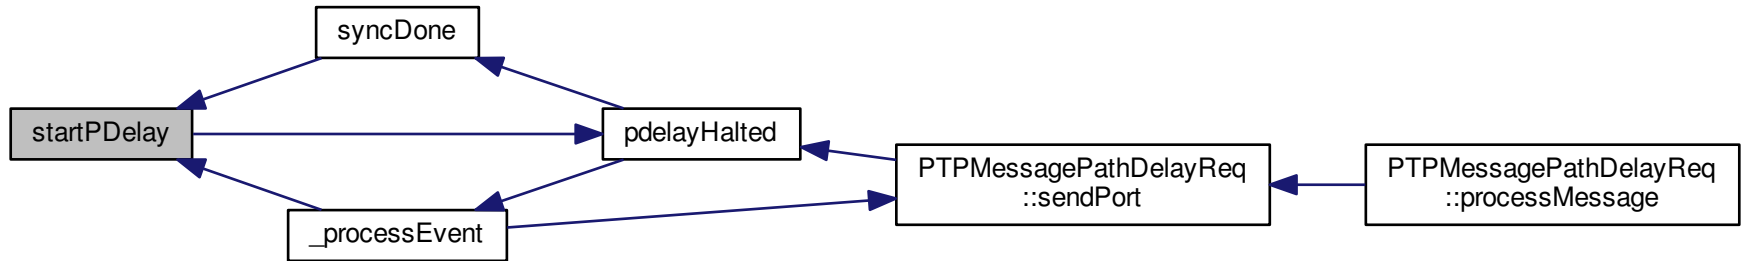 syncDone
startPDelay
pdelayHalted
_processEvent
PTPMessagePathDelayReq
::sendPort
PTPMessagePathDelayReq
::processMessage